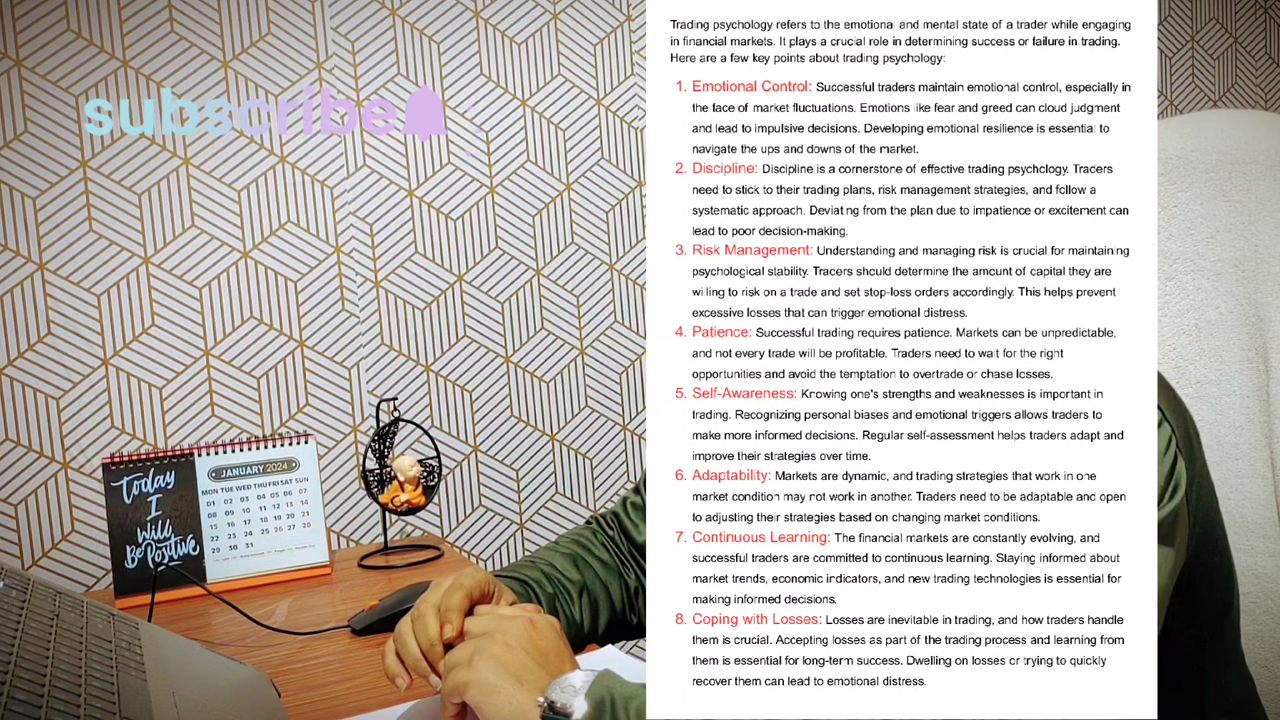 subscribe
Trading psychology refers to the emotional and mental state of a trader while engaging
in financial markets. It plays a crucial role in determining success or failure in trading.
Here are a few key points about trading psychology:
1. Emotional Control: Successful traders maintain emotional control, especially in
the face of market fluctuations. Emotions like fear and greed can cloud judgment
and lead to impulsive decisions. Developing emotional resilience is essential to
navigate the ups and downs of the market.
2. Discipline: Discipline is a cornerstone of effective trading psychology. Traders
need to stick to their trading plans, risk management strategies, and follow a
systematic approach. Deviating from the plan due to impatience or excitement can
lead to poor decision-making.
3. Risk Management: Understanding and managing risk is crucial for maintaining
psychological stability. Traders should determine the amount of capital they are
willing to risk on a trade and set stop-loss orders accordingly. This helps prevent
excessive losses that can trigger emotional distress.
4. Patience: Successful trading requires patience. Markets can be unpredictable,
and not every trade will be profitable. Traders need to wait for the right
opportunities and avoid the temptation to overtrade or chase losses.
5. Self-Awareness: Knowing one's strengths and weaknesses is important in
trading. Recognizing personal biases and emotional triggers allows traders to
make more informed decisions. Regular self-assessment helps traders adapt and
improve their strategies over time.
6. Adaptability: Markets are dynamic, and trading strategies that work in one
market condition may not work in another. Traders need to be adaptable and open
to adjusting their strategies based on changing market conditions.
7. Continuous Learning: The financial markets are constantly evolving, and
successful traders are committed to continuous learning. Staying informed about
market trends, economic indicators, and new trading technologies is essential for
making informed decisions.
8. Coping with Losses: Losses are inevitable in trading, and how traders handle
them is crucial. Accepting losses as part of the trading process and learning from
them is essential for long-term success. Dwelling on losses or trying to quickly
recover them can lead to emotional distress.
today
I
will
Be Positive
JANUARY 2024
MON TUE WED THU FRI SAT SUN
01 02 03 04 05 06 07
08 09 10 11 12 13 14
15 16 17 18 19 20 21
22 23 24 25 26 27 28
29 30 31